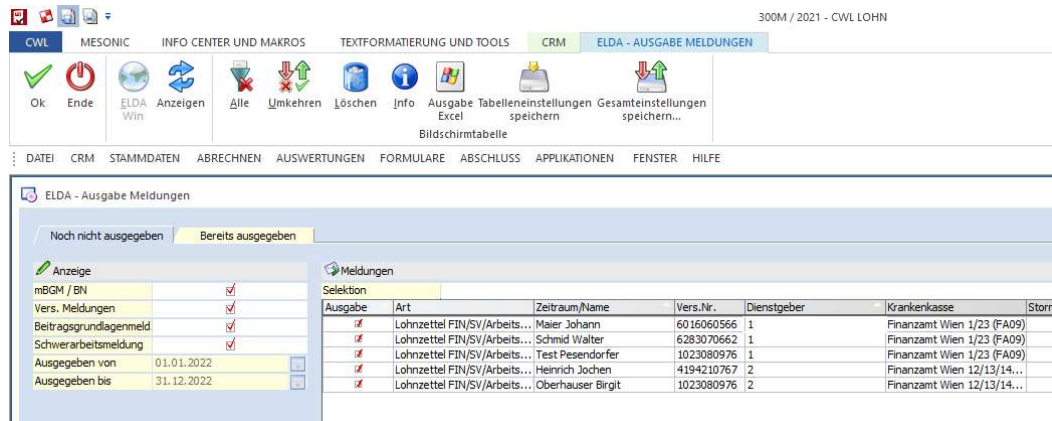 300M / 2021 - CWL LOHN
CWL MESONIC INFO CENTER UND MAKROS TEXTFORMATIERUNG UND TOOLS CRM ELDA - AUSGABE MELDUNGEN
Ok Ende ELDA Win Anzeigen Alle Umkehren Löschen Info Ausgabe Excel Tabelleneinstellungen speichern Gesamteinstellungen speichern...
Bildschirmtabelle
DATEI CRM STAMMDATEN ABRECHNEN AUSWERTUNGEN FORMULARE ABSCHLUSS APPLIKATIONEN FENSTER HILFE
ELDA - Ausgabe Meldungen
Noch nicht ausgegeben Bereits ausgegeben
Anzeige
mBGM / BN
Vers. Meldungen
Beitragsgrundlagenmeld
Schwerarbeitsmeldung
Ausgegeben von 01.01.2022
Ausgegeben bis 31.12.2022
Meldungen
Selektion
Ausgabe Art Zeitraum/Name Vers.Nr. Dienstgeber Krankenkasse Storn
Lohnzettel FIN/SV/Arbeits... Maier Johann 6016060566 1 Finanzamt Wien 1/23 (FA09)
Lohnzettel FIN/SV/Arbeits... Schmid Walter 6283070662 1 Finanzamt Wien 1/23 (FA09)
Lohnzettel FIN/SV/Arbeits... Test Pesendorfer 1023080976 1 Finanzamt Wien 1/23 (FA09)
Lohnzettel FIN/SV/Arbeits... Heinrich Jochen 4194210767 2 Finanzamt Wien 12/13/14...
Lohnzettel FIN/SV/Arbeits... Oberhauser Birgit 1023080976 2 Finanzamt Wien 12/13/14...